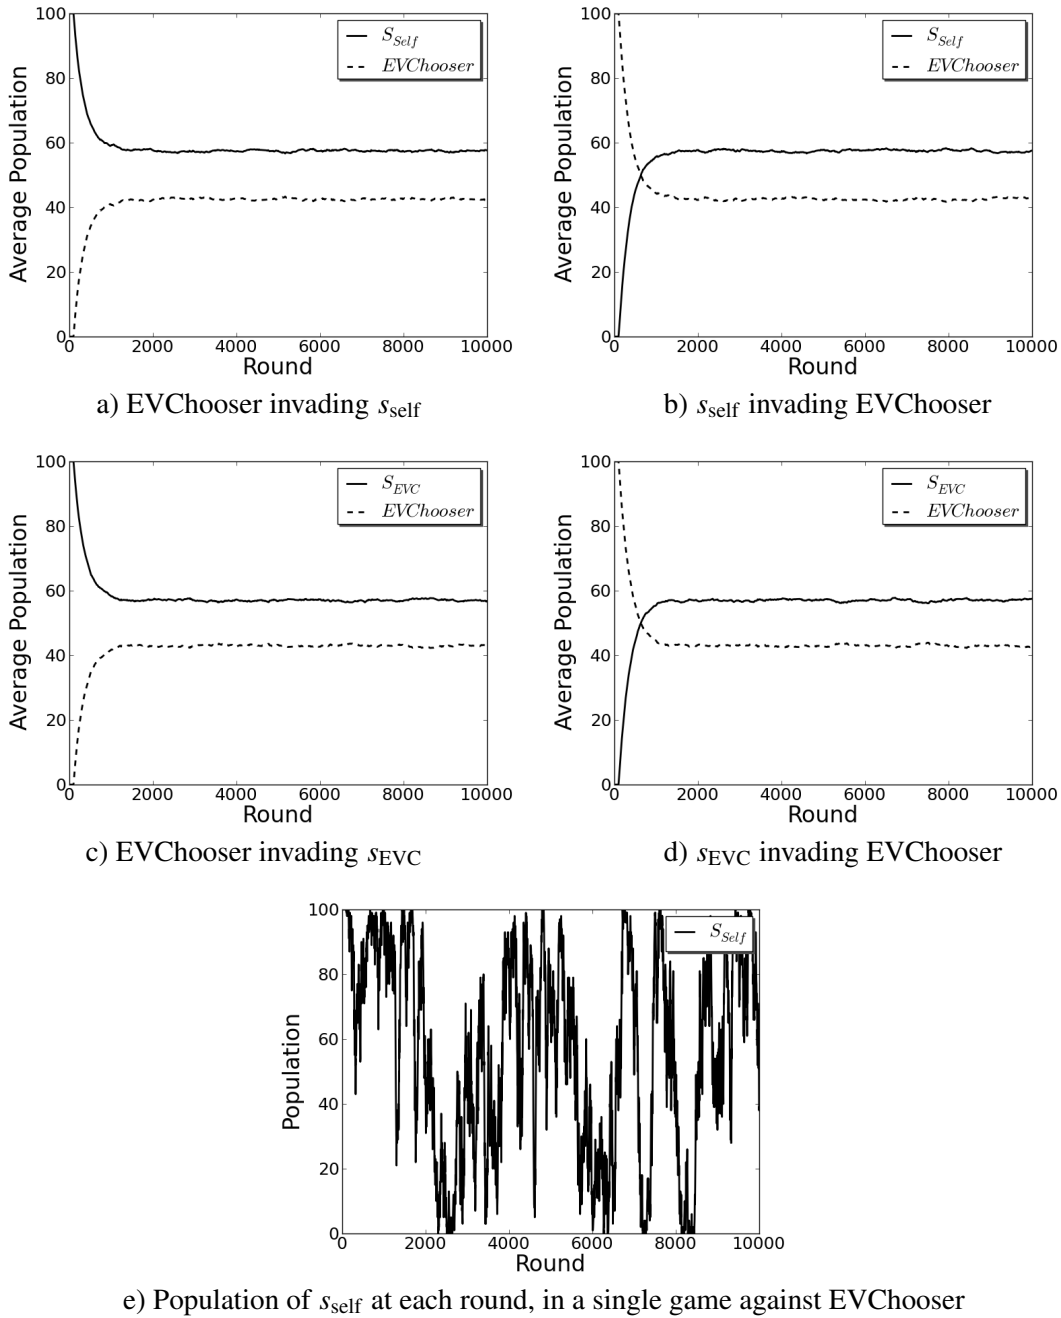 100
80
60
40
20
0
Average Population
S_Self
EVChooser
0 2000 4000 6000 8000 10000
Round
a) EVChooser invading s_self
100
80
60
40
20
0
Average Population
S_Self
EVChooser
0 2000 4000 6000 8000 10000
Round
b) s_self invading EVChooser
100
80
60
40
20
0
Average Population
S_EVC
EVChooser
0 2000 4000 6000 8000 10000
Round
c) EVChooser invading s_EVC
100
80
60
40
20
0
Average Population
S_EVC
EVChooser
0 2000 4000 6000 8000 10000
Round
d) s_EVC invading EVChooser
100
80
60
40
20
0
Population
S_Self
0 2000 4000 6000 8000 10000
Round
e) Population of s_self at each round, in a single game against EVChooser